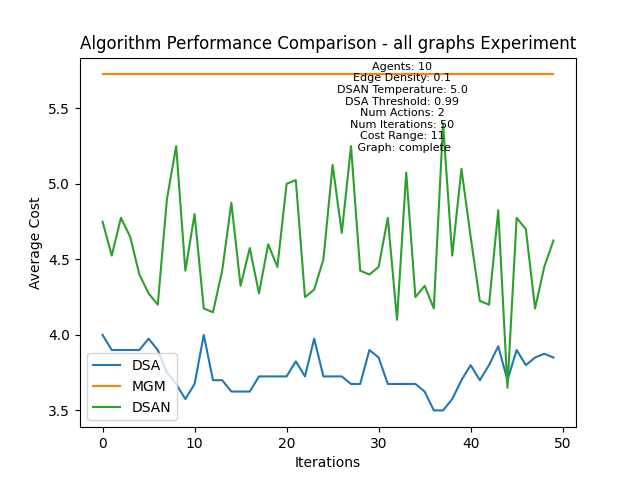 Algorithm Performance Comparison - all graphs Experiment
Agents: 10
Edge Density: 0.1
DSAN Temperature: 5.0
DSA Threshold: 0.99
Num Actions: 2
Num Iterations: 50
Cost Range: 11
Graph: complete
Average Cost
5.5
5.0
4.5
4.0
3.5
DSA
MGM
DSAN
0
10
20
30
40
50
Iterations